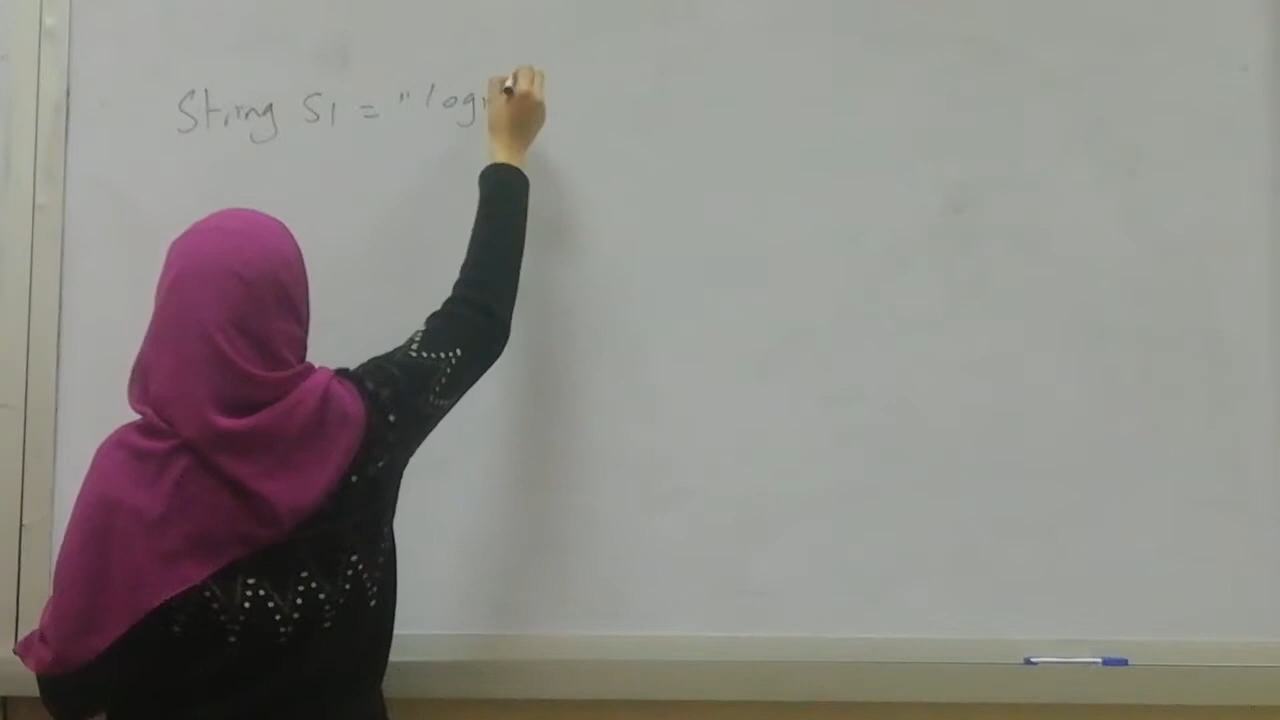 String S1 = "log